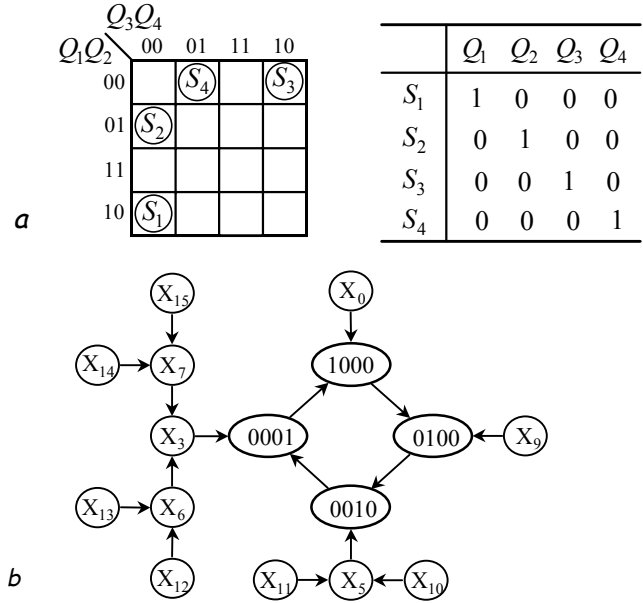 Q₃Q₄
Q₁Q₂ 00 01 11 10
00 S₄ S₃
01 S₂
11
10 S₁
a
Q₁ Q₂ Q₃ Q₄
S₁ 1 0 0 0
S₂ 0 1 0 0
S₃ 0 0 1 0
S₄ 0 0 0 1
X₁₅ X₀
X₁₄ X₇ 1000
X₃ 0001 0100 X₉
X₁₃ X₆ 0010
X₁₂ X₁₁ X₅ X₁₀
b